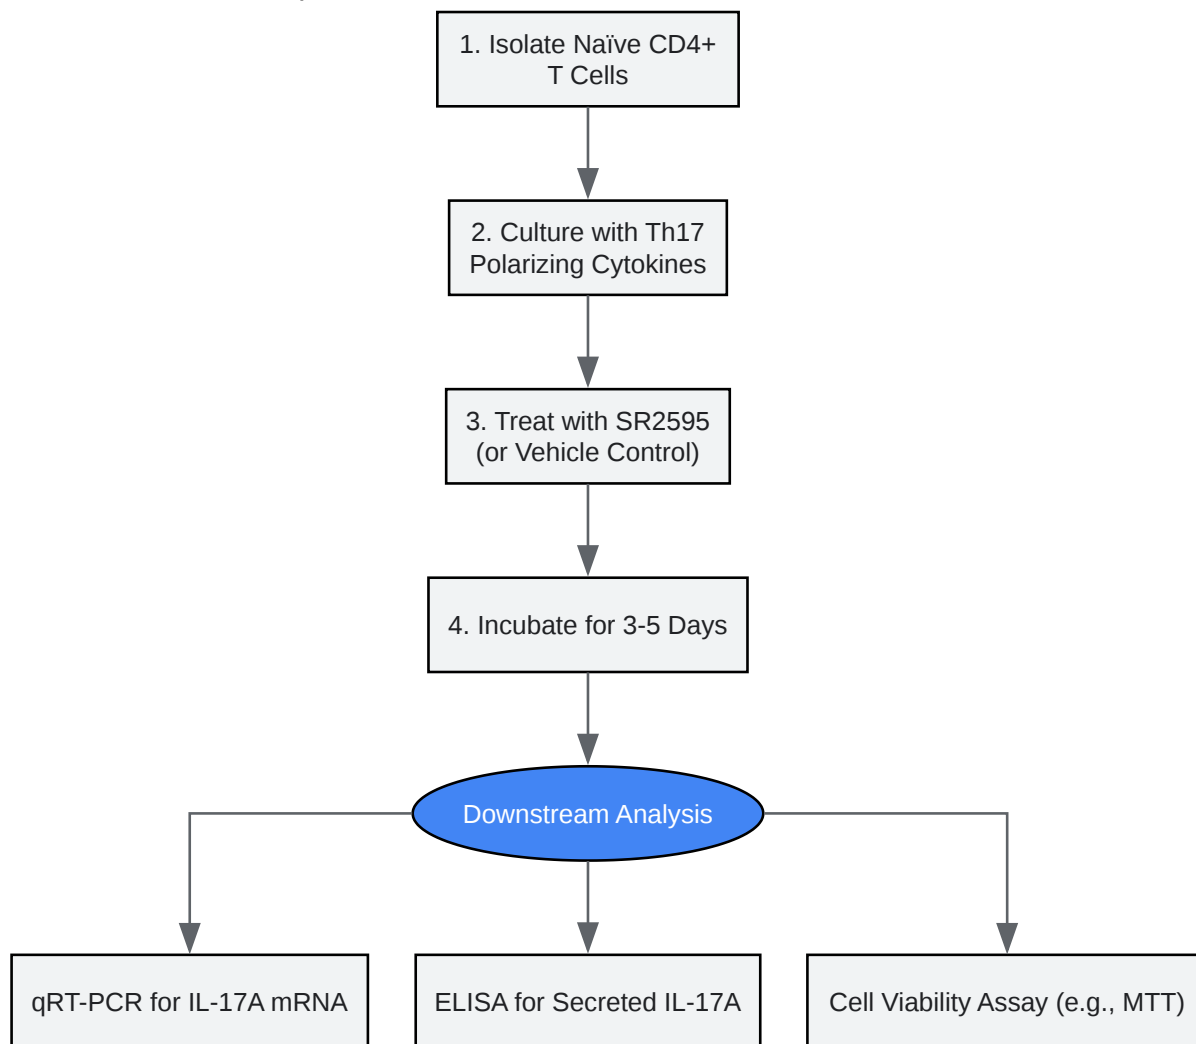 1. Isolate Naïve CD4+
T Cells
2. Culture with Th17
Polarizing Cytokines
3. Treat with SR2595
(or Vehicle Control)
4. Incubate for 3-5 Days
Downstream Analysis
qRT-PCR for IL-17A mRNA
ELISA for Secreted IL-17A
Cell Viability Assay (e.g., MTT)